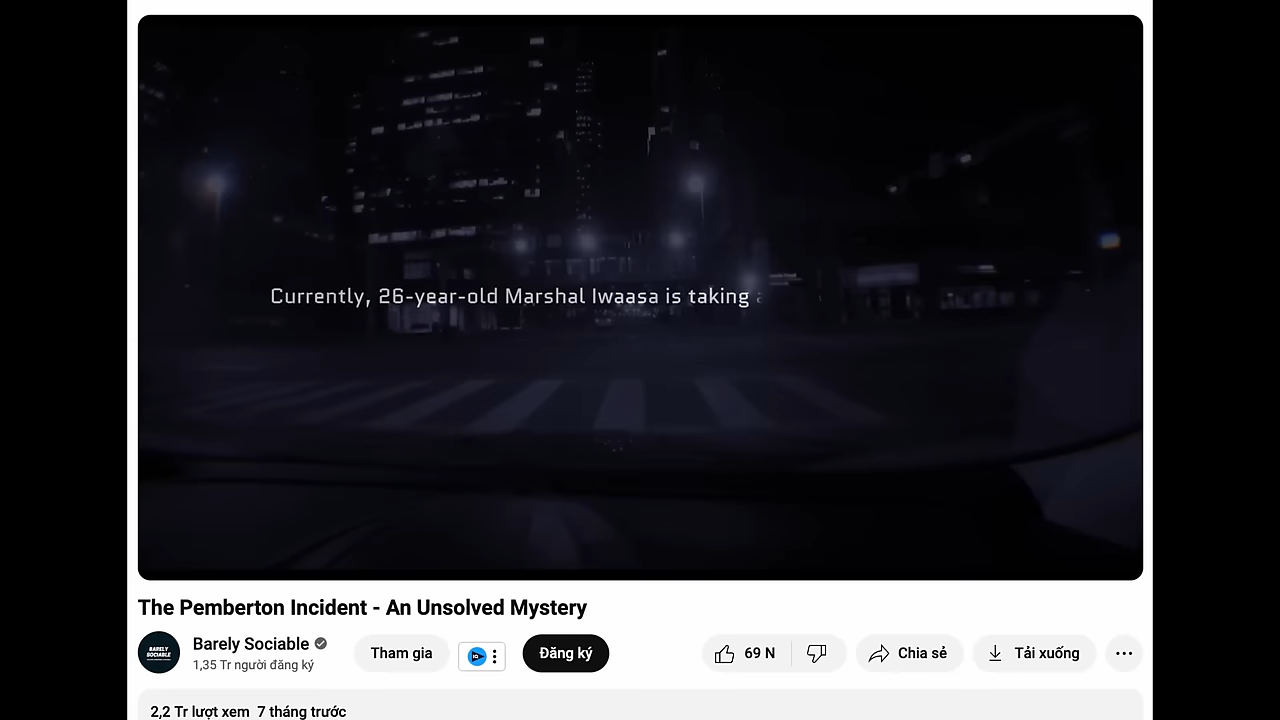 Currently, 26-year-old Marshal Iwaasa is taking a
The Pemberton Incident - An Unsolved Mystery
BARELY SOCIABLE
Barely Sociable
1,35 Tr người đăng ký
Tham gia
Đăng ký
69 N
Chia sẻ
Tải xuống
2,2 Tr lượt xem 7 tháng trước